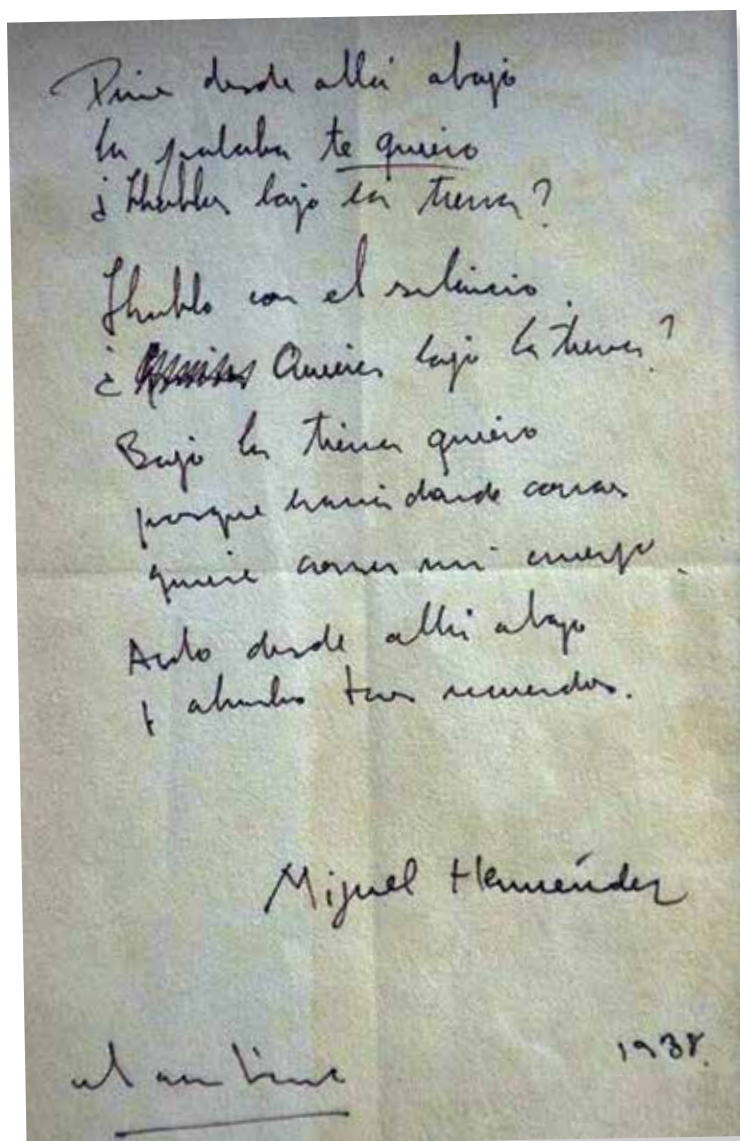 Dime desde allá abajo
la palabra te quiero
¿Hablas bajo la tierra?
Hablo con el silencio.
¿ Quieres bajo la tierra?
Bajo la tierra quiero
porque hacia donde corras
quiere correr mi cuerpo.
Ardo desde allí abajo
y alumbro tus recuerdos.
Miguel Hernández
1938.